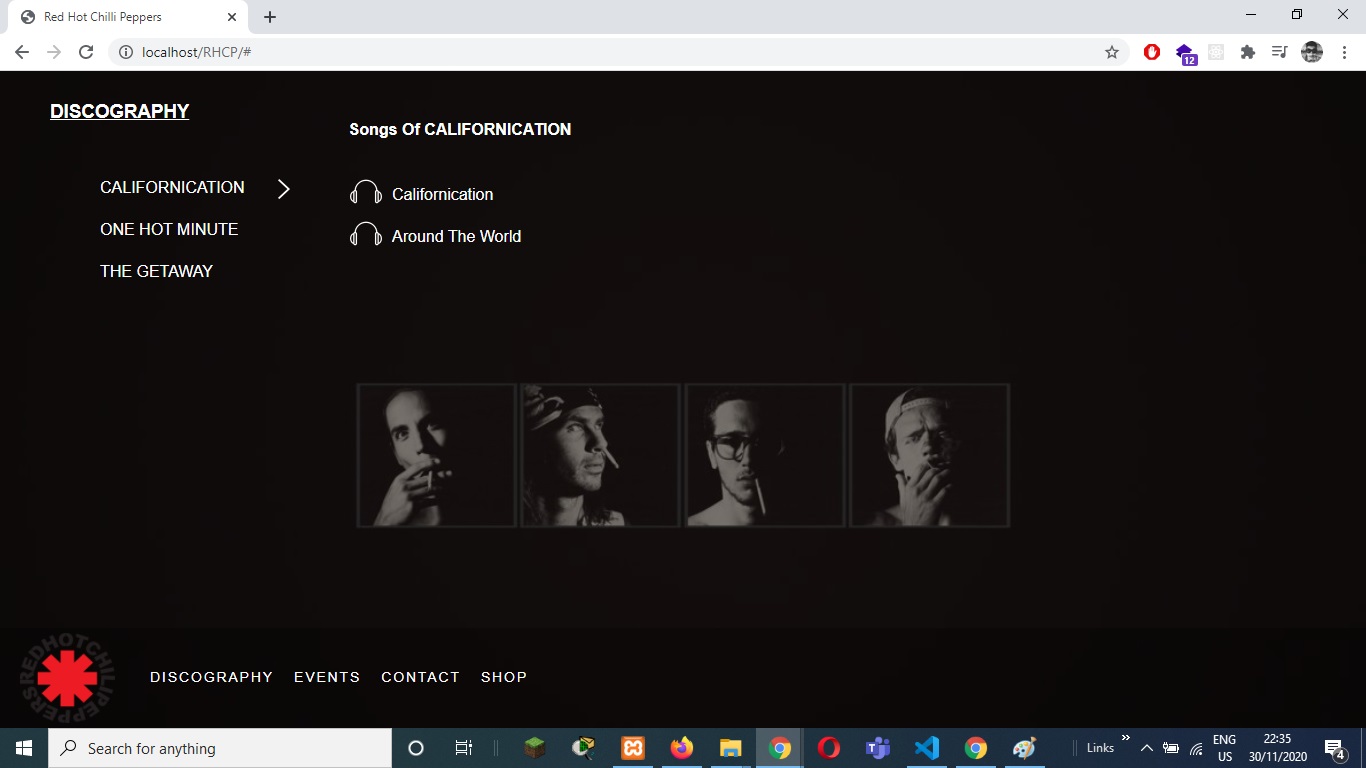 Red Hot Chilli Peppers
localhost/RHCP/#
12
DISCOGRAPHY
Songs Of CALIFORNICATION
CALIFORNICATION
Californication
ONE HOT MINUTE
Around The World
THE GETAWAY
REDHOTCHILIPEPPERS
DISCOGRAPHY EVENTS CONTACT SHOP
Search for anything
Links
ENG
US
22:35
30/11/2020
4